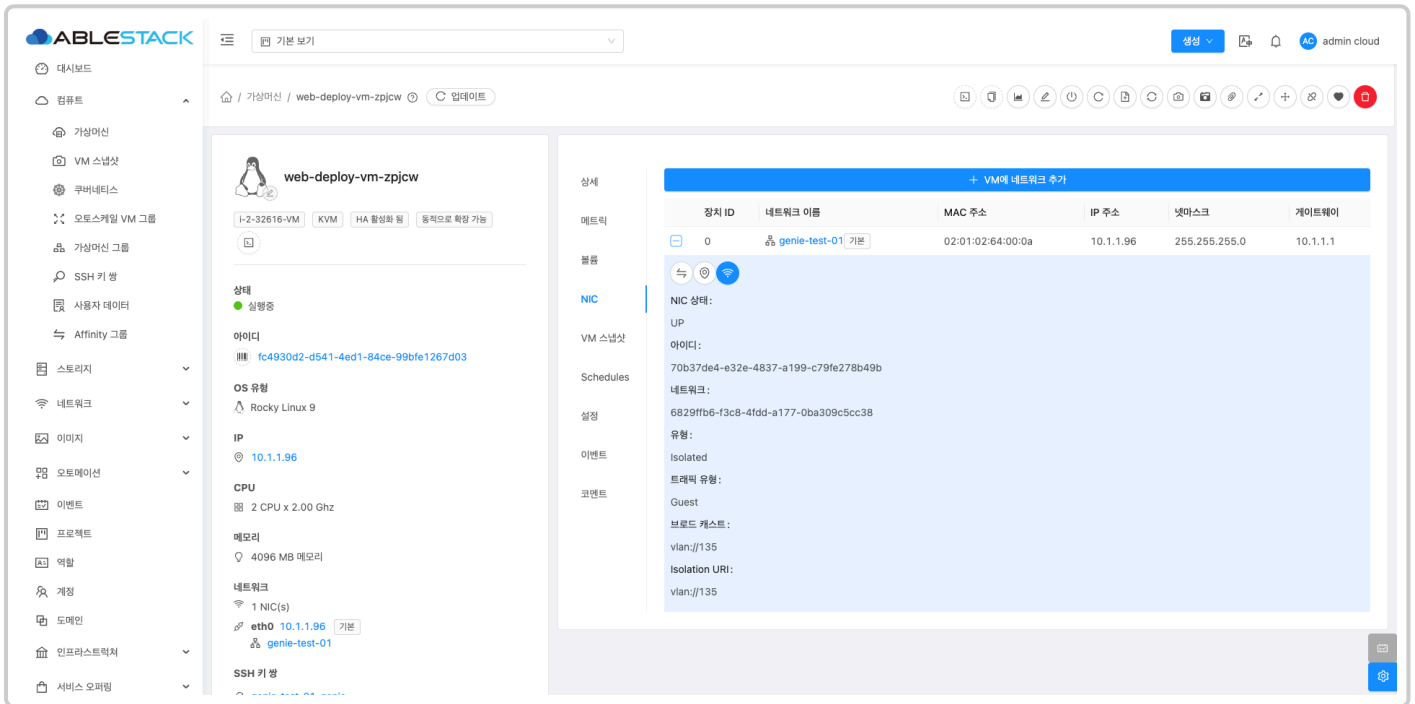 ABLESTACK
기본 보기
생성
AC
admin cloud
대시보드
컴퓨트
가상머신
VM 스냅샷
쿠버네티스
오토스케일 VM 그룹
가상머신 그룹
SSH 키 쌍
사용자 데이터
Affinity 그룹
스토리지
네트워크
이미지
오토메이션
이벤트
프로젝트
역할
계정
도메인
인프라스트럭쳐
서비스 오퍼링
/ 가상머신 / web-deploy-vm-zpjcw
업데이트
web-deploy-vm-zpjcw
i-2-32616-VM
KVM
HA 활성화 됨
동적으로 확장 가능
상태
실행중
아이디
fc4930d2-d541-4ed1-84ce-99bfe1267d03
OS 유형
Rocky Linux 9
IP
10.1.1.96
CPU
2 CPU x 2.00 Ghz
메모리
4096 MB 메모리
네트워크
1 NIC(s)
eth0 10.1.1.96 기본
genie-test-01
SSH 키 쌍
상세
메트릭
볼륨
NIC
VM 스냅샷
Schedules
설정
이벤트
코멘트
+ VM에 네트워크 추가
장치 ID 네트워크 이름 MAC 주소 IP 주소 넷마스크 게이트웨이
0 genie-test-01 기본 02:01:02:64:00:0a 10.1.1.96 255.255.255.0 10.1.1.1
NIC 상태:
UP
아이디:
70b37de4-e32e-4837-a199-c79fe278b49b
네트워크:
6829ffb6-f3c8-4fdd-a177-0ba309c5cc38
유형:
Isolated
트래픽 유형:
Guest
브로드 캐스트:
vlan://135
Isolation URI:
vlan://135